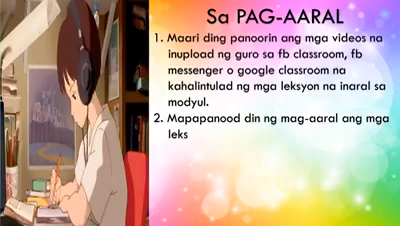 Sa PAG-AARAL
1. Maari ding panoorin ang mga videos na
inupload ng guro sa fb classroom, fb
messenger o google classroom na
kahalintulad ng mga leksyon na inaral sa
modyul.
2. Mapapanood din ng mag-aaral ang mga
leks